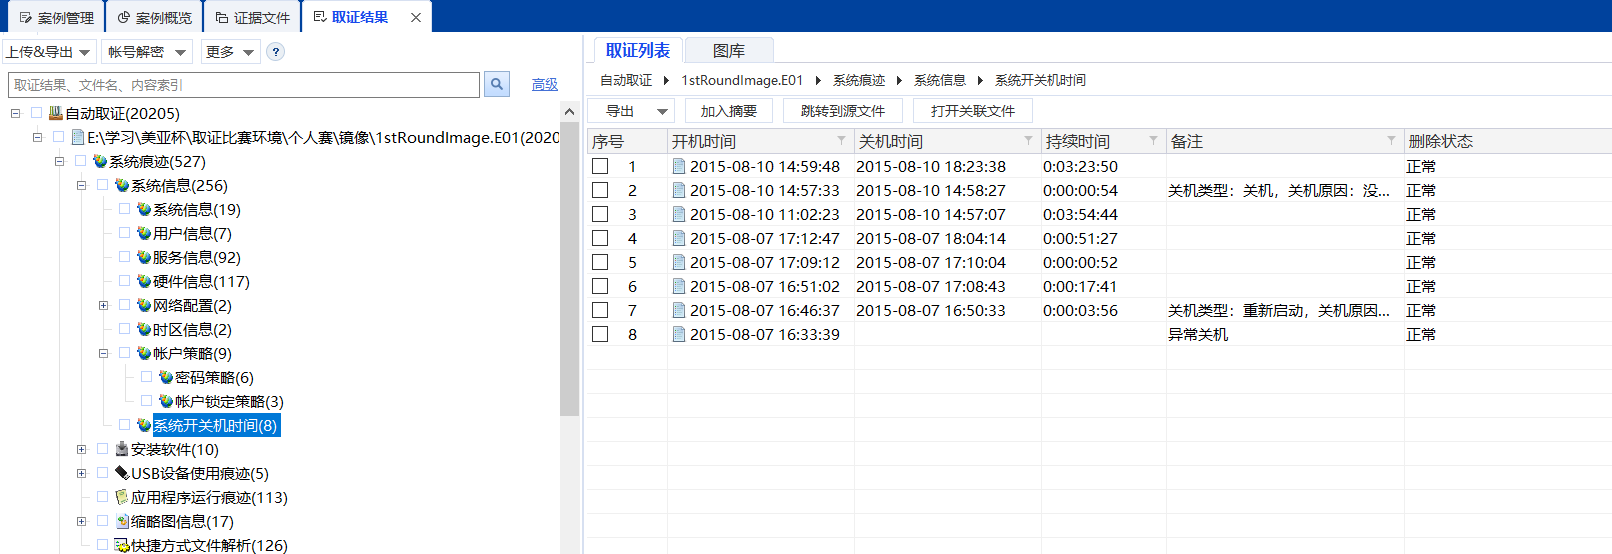 案例管理 案例概览 证据文件 取证结果
上传&导出 帐号解密 更多 ?
取证结果、文件名、内容索引 高级
自动取证(20205)
E:\学习\美亚杯\取证比赛环境\个人赛\镜像\1stRoundImage.E01(2020
系统痕迹(527)
系统信息(256)
系统信息(19)
用户信息(7)
服务信息(92)
硬件信息(117)
网络配置(2)
时区信息(2)
帐户策略(9)
密码策略(6)
帐户锁定策略(3)
系统开关机时间(8)
安装软件(10)
USB设备使用痕迹(5)
应用程序运行痕迹(113)
缩略图信息(17)
快捷方式文件解析(126)
取证列表 图库
自动取证 1stRoundImage.E01 系统痕迹 系统信息 系统开关机时间
导出 加入摘要 跳转到源文件 打开关联文件
序号 开机时间 关机时间 持续时间 备注 删除状态
1 2015-08-10 14:59:48 2015-08-10 18:23:38 0:03:23:50 正常
2 2015-08-10 14:57:33 2015-08-10 14:58:27 0:00:00:54 关机类型：关机，关机原因：没... 正常
3 2015-08-10 11:02:23 2015-08-10 14:57:07 0:03:54:44 正常
4 2015-08-07 17:12:47 2015-08-07 18:04:14 0:00:51:27 正常
5 2015-08-07 17:09:12 2015-08-07 17:10:04 0:00:00:52 正常
6 2015-08-07 16:51:02 2015-08-07 17:08:43 0:00:17:41 正常
7 2015-08-07 16:46:37 2015-08-07 16:50:33 0:00:03:56 关机类型：重新启动，关机原因... 正常
8 2015-08-07 16:33:39 异常关机 正常